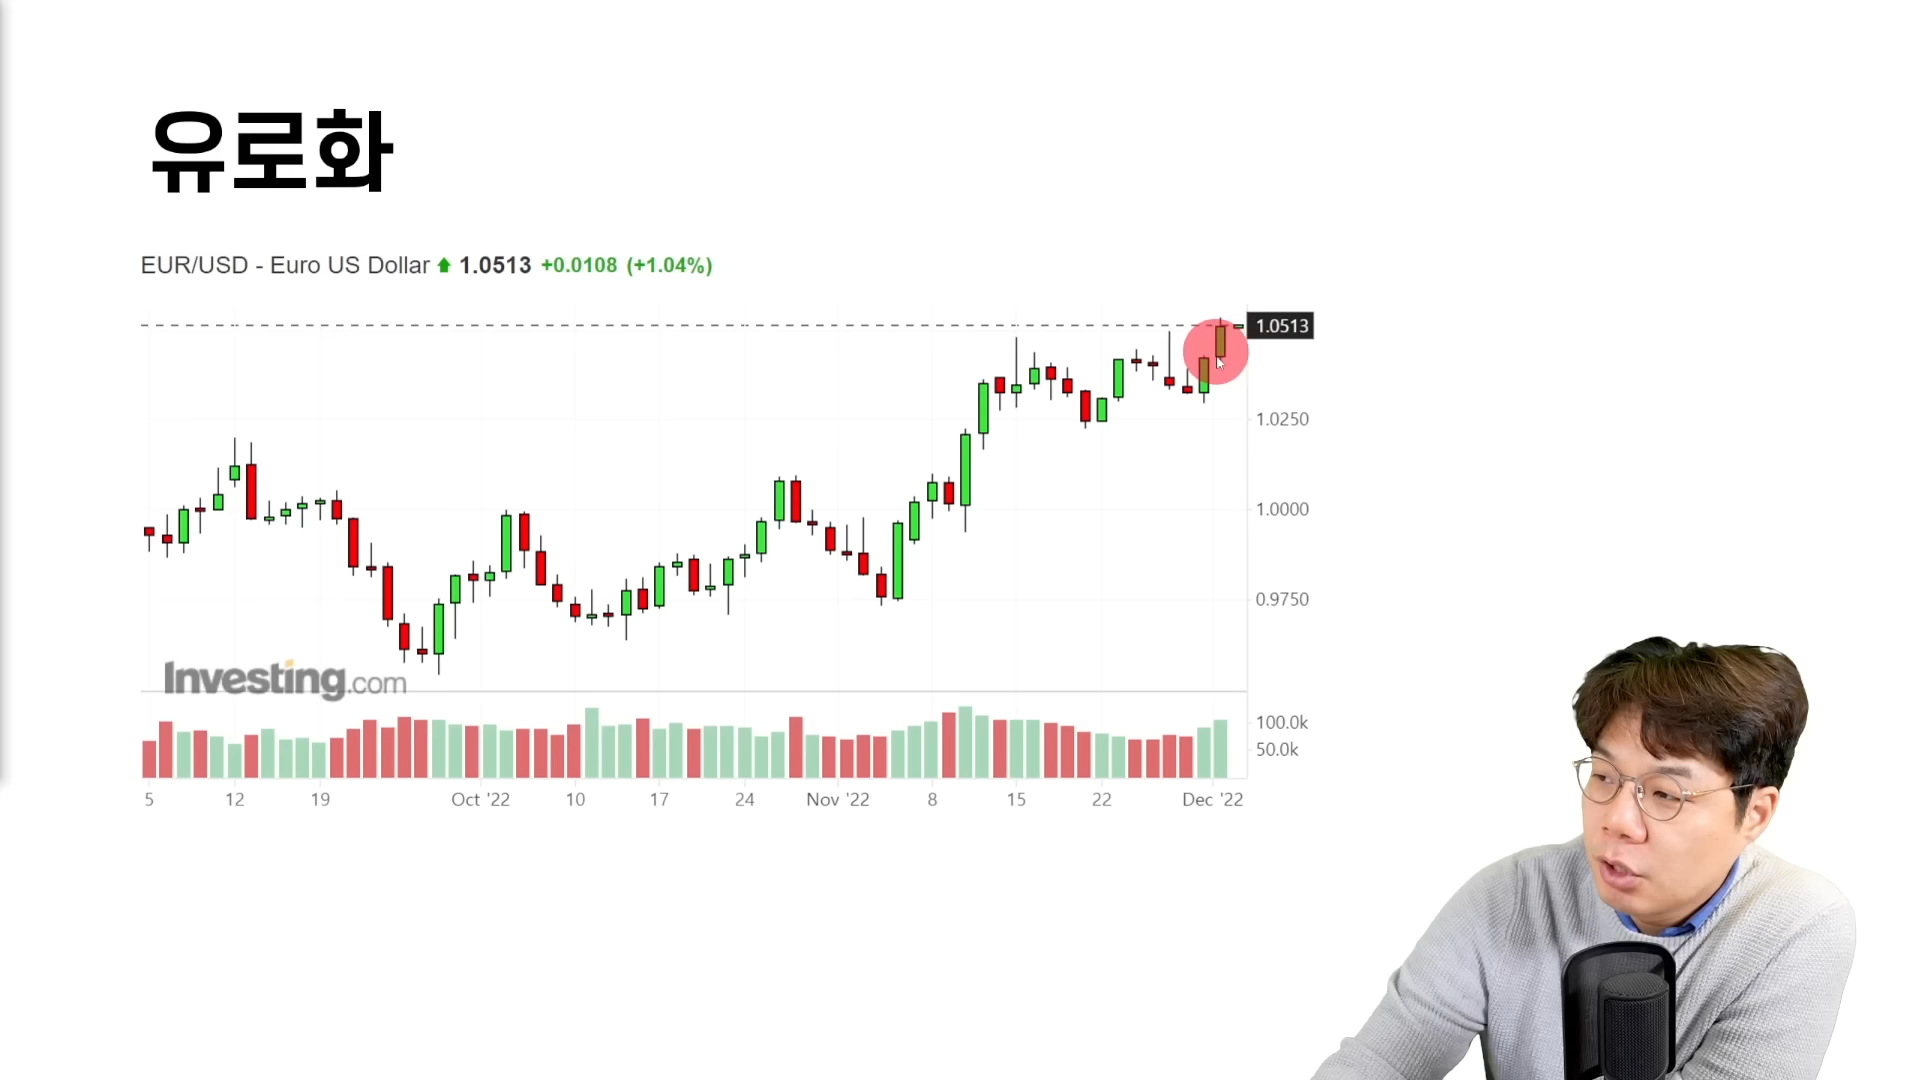 유로화
EUR/USD - Euro US Dollar 1.0513 +0.0108 (+1.04%)
1.0513
1.0250
1.0000
0.9750
Investing.com
100.0k
50.0k
5 12 19 Oct '22 10 17 24 Nov '22 8 15 22 Dec '22